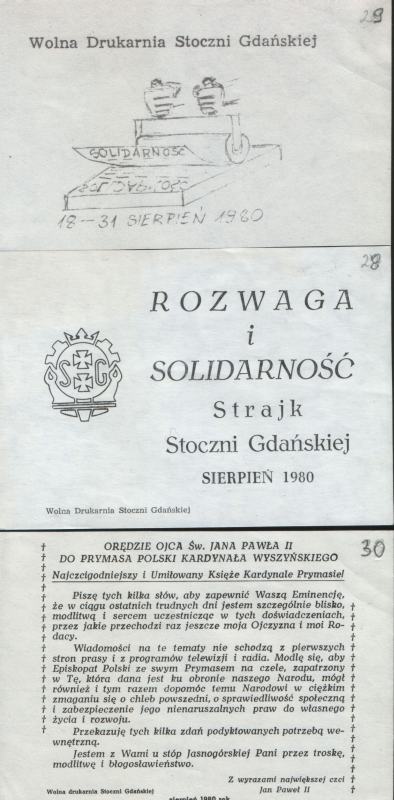 29
Wolna Drukarnia Stoczni Gdańskiej
SOLIDARNOŚĆ
18-31 SIERPIEŃ 1980
28
ROZWAGA
i
SOLIDARNOŚĆ
Strajk
Stoczni Gdańskiej
SIERPIEŃ 1980
S G
Wolna Drukarnia Stoczni Gdańskiej
30
ORĘDZIE OJCA Św. JANA PAWŁA II
DO PRYMASA POLSKI KARDYNAŁA WYSZYŃSKIEGO
Najczcigodniejszy i Umiłowany Księże Kardynale Prymasie!
Piszę tych kilka słów, aby zapewnić Waszą Eminencję,
że w ciągu ostatnich trudnych dni jestem szczególnie blisko,
modlitwą i sercem uczestnicząc w tych doświadczeniach,
przez jakie przechodzi raz jeszcze moja Ojczyzna i moi Ro-
dacy.
Wiadomości na te tematy nie schodzą z pierwszych
stron prasy i z programów telewizji i radia. Modlę się, aby
Episkopat Polski ze swym Prymasem na czele, zapatrzony
w Tę, która dana jest ku obronie naszego Narodu, mógł
również i tym razem dopomóc temu Narodowi w ciężkim
zmaganiu się o chleb powszedni, o sprawiedliwość społeczną
i zabezpieczenie jego nienaruszalnych praw do własnego
życia i rozwoju.
Przekazuję tych kilka zdań podyktowanych potrzebą we-
wnętrzną.
Jestem z Wami u stóp Jasnogórskiej Pani przez troskę,
modlitwę i błogosławieństwo.
Z wyrazami największej czci
Wolna drukarnia Stoczni Gdańskiej Jan Paweł II
sierpień 1980 rok